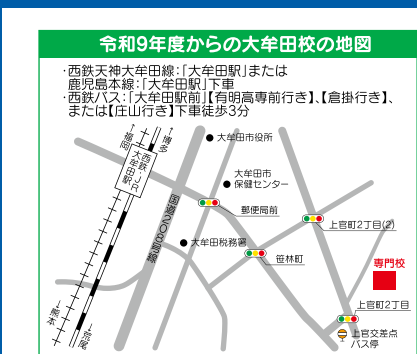 令和9年度からの大牟田校の地図
・西鉄天神大牟田線：「大牟田駅」または
鹿児島本線：「大牟田駅」下車
・西鉄バス：「大牟田駅前」【有明高専前行き】、【倉掛行き】、
または【庄山行き】下車徒歩3分
←福岡
←博多
西鉄・JR
大牟田駅
●大牟田市役所
大牟田市
●保健センター
郵便局前
国道208号線
●大牟田税務署
笹林町
上官町2丁目(2)
専門校
上官町2丁目
上官交差点
バス停
→熊本
→荒尾